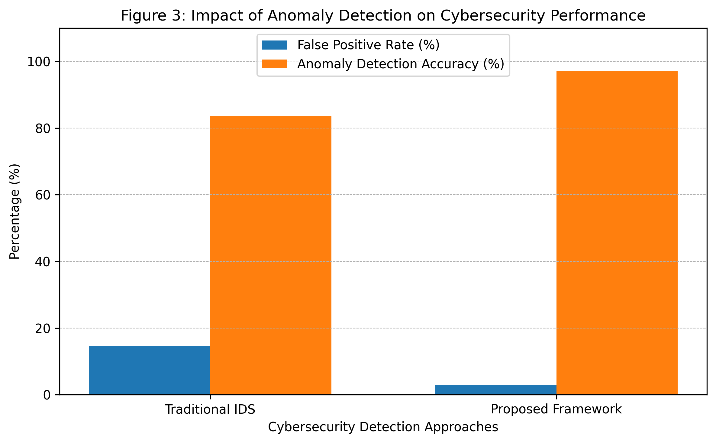 Figure 3: Impact of Anomaly Detection on Cybersecurity Performance
False Positive Rate (%)
Anomaly Detection Accuracy (%)
Percentage (%)
100
80
60
40
20
0
Traditional IDS
Proposed Framework
Cybersecurity Detection Approaches